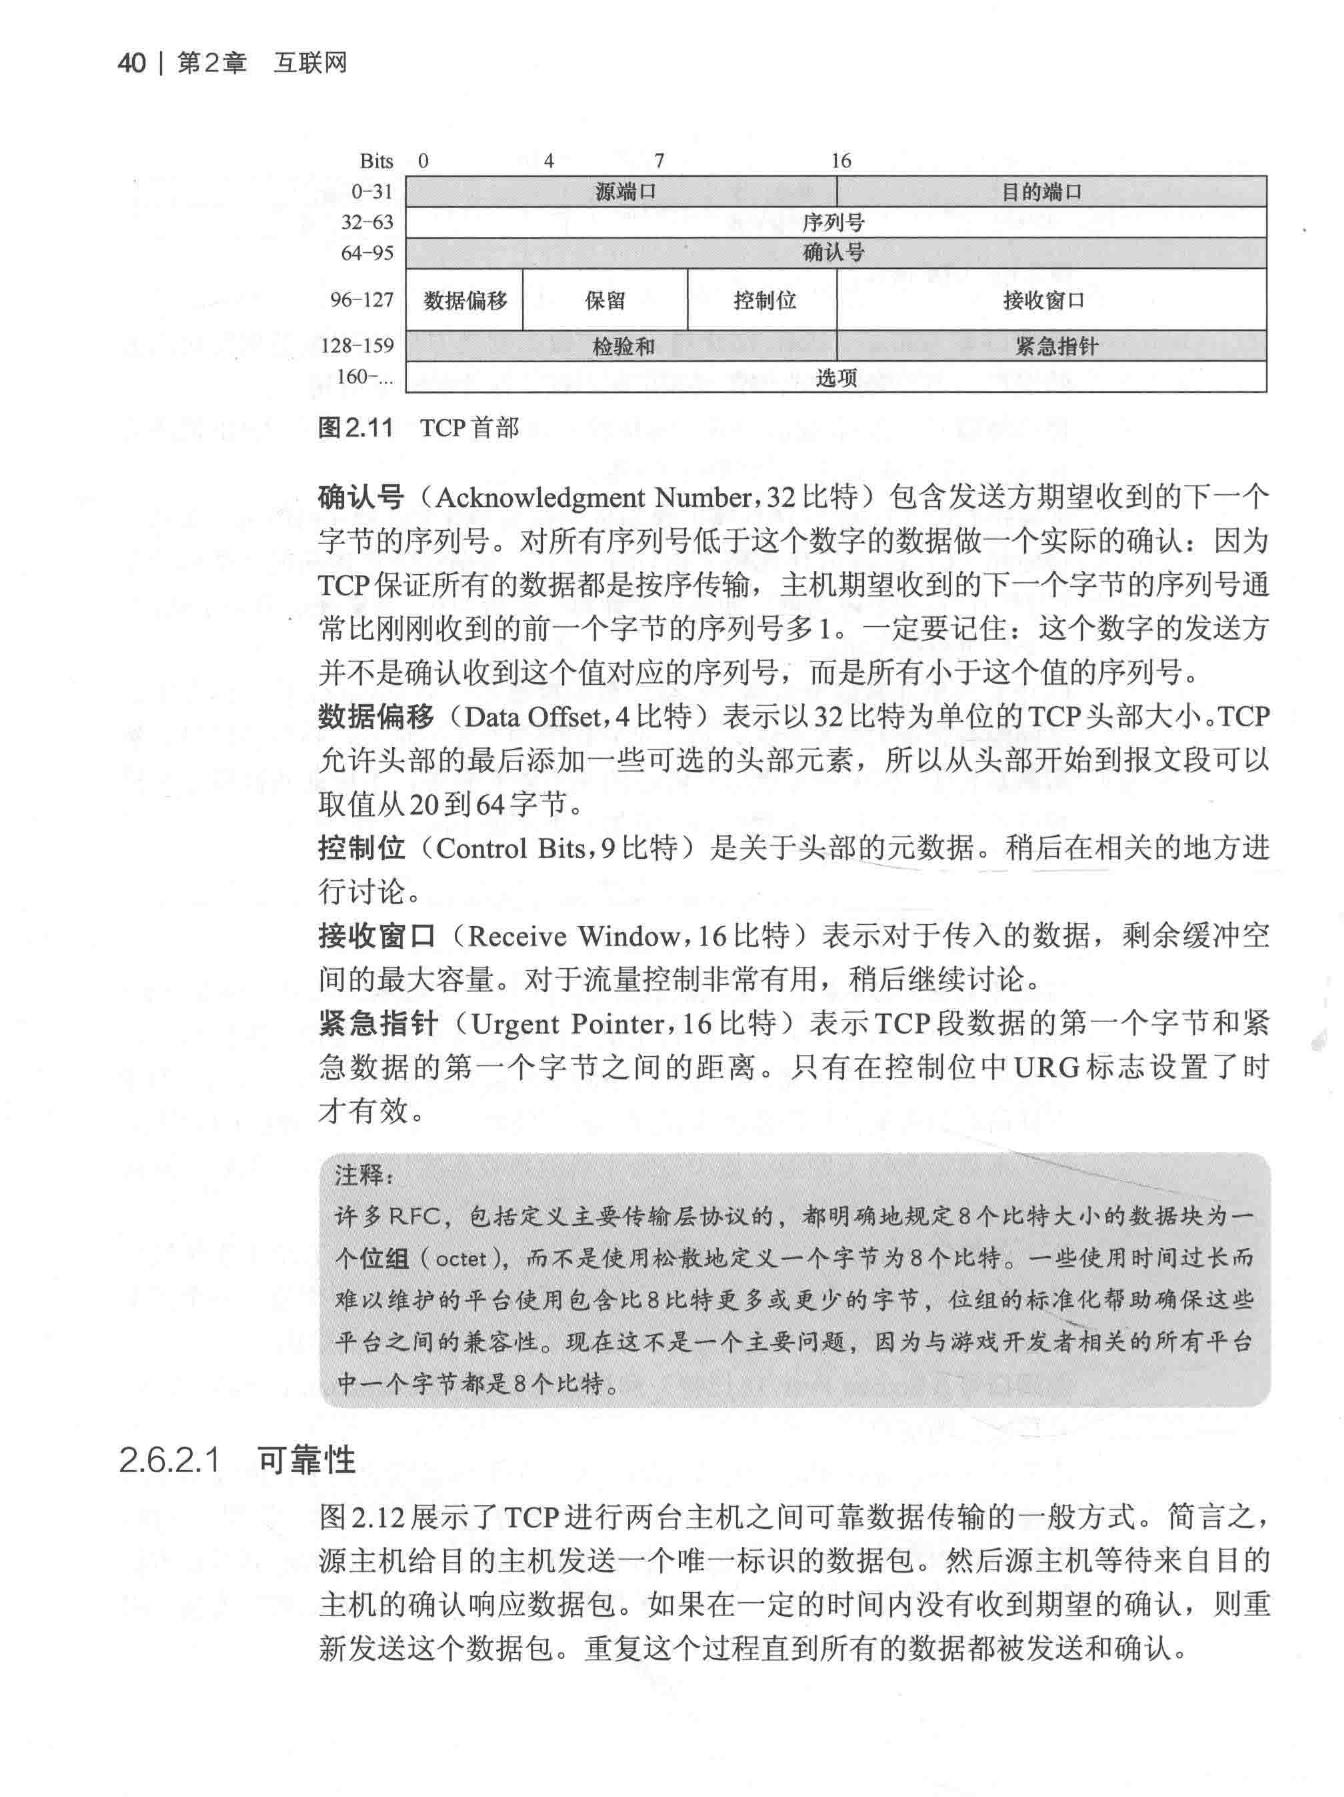 40 | 第2章 互联网
Bits 0 4 7 16
0-31 源端口 目的端口
32-63 序列号
64-95 确认号
96-127 数据偏移 保留 控制位 接收窗口
128-159 检验和 紧急指针
160-... 选项
图2.11 TCP首部
确认号（Acknowledgment Number，32比特）包含发送方期望收到的下一个
字节的序列号。对所有序列号低于这个数字的数据做一个实际的确认：因为
TCP保证所有的数据都是按序传输，主机期望收到的下一个字节的序列号通
常比刚刚收到的前一个字节的序列号多1。一定要记住：这个数字的发送方
并不是确认收到这个值对应的序列号，而是所有小于这个值的序列号。
数据偏移（Data Offset，4比特）表示以32比特为单位的TCP头部大小。TCP
允许头部的最后添加一些可选的头部元素，所以从头部开始到报文段可以
取值从20到64字节。
控制位（Control Bits，9比特）是关于头部的元数据。稍后在相关的地方进
行讨论。
接收窗口（Receive Window，16比特）表示对于传入的数据，剩余缓冲空
间的最大容量。对于流量控制非常有用，稍后继续讨论。
紧急指针（Urgent Pointer，16比特）表示TCP段数据的第一个字节和紧
急数据的第一个字节之间的距离。只有在控制位中URG标志设置了时
才有效。
注释：
许多RFC，包括定义主要传输层协议的，都明确地规定8个比特大小的数据块为一
个位组（octet），而不是使用松散地定义一个字节为8个比特。一些使用时间过长而
难以维护的平台使用包含比8比特更多或更少的字节，位组的标准化帮助确保这些
平台之间的兼容性。现在这不是一个主要问题，因为与游戏开发者相关的所有平台
中一个字节都是8个比特。
2.6.2.1 可靠性
图2.12展示了TCP进行两台主机之间可靠数据传输的一般方式。简言之，
源主机给目的主机发送一个唯一标识的数据包。然后源主机等待来自目的
主机的确认响应数据包。如果在一定的时间内没有收到期望的确认，则重
新发送这个数据包。重复这个过程直到所有的数据都被发送和确认。